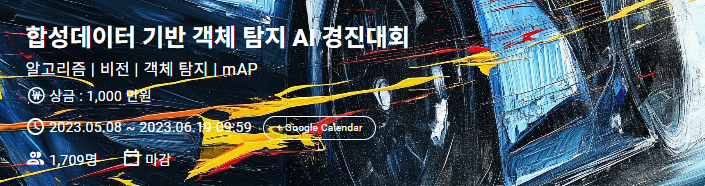 합성데이터 기반 객체 탐지 AI 경진대회
알고리즘 | 비전 | 객체 탐지 | mAP
상금 : 1,000 만원
2023.05.08 ~ 2023.06.19 09:59 + Google Calendar
1,709명 마감